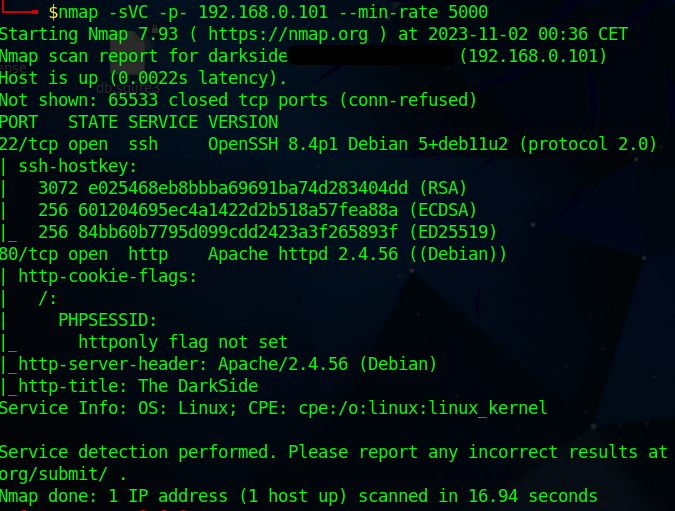 $nmap -sVC -p- 192.168.0.101 --min-rate 5000
Starting Nmap 7.93 ( https://nmap.org ) at 2023-11-02 00:36 CET
Nmap scan report for darkside (192.168.0.101)
Host is up (0.0022s latency).
db.sqlite3
Not shown: 65533 closed tcp ports (conn-refused)
PORT   STATE SERVICE VERSION
22/tcp open  ssh     OpenSSH 8.4p1 Debian 5+deb11u2 (protocol 2.0)
| ssh-hostkey:
|   3072 e025468eb8bbba69691ba74d283404dd (RSA)
|   256 601204695ec4a1422d2b518a57fea88a (ECDSA)
|_  256 84bb60b7795d099cdd2423a3f265893f (ED25519)
80/tcp open  http    Apache httpd 2.4.56 ((Debian))
| http-cookie-flags:
|   /:
|     PHPSESSID:
|_      httponly flag not set
|_http-server-header: Apache/2.4.56 (Debian)
|_http-title: The DarkSide
Service Info: OS: Linux; CPE: cpe:/o:linux:linux_kernel
Service detection performed. Please report any incorrect results at
org/submit/ .
Nmap done: 1 IP address (1 host up) scanned in 16.94 seconds